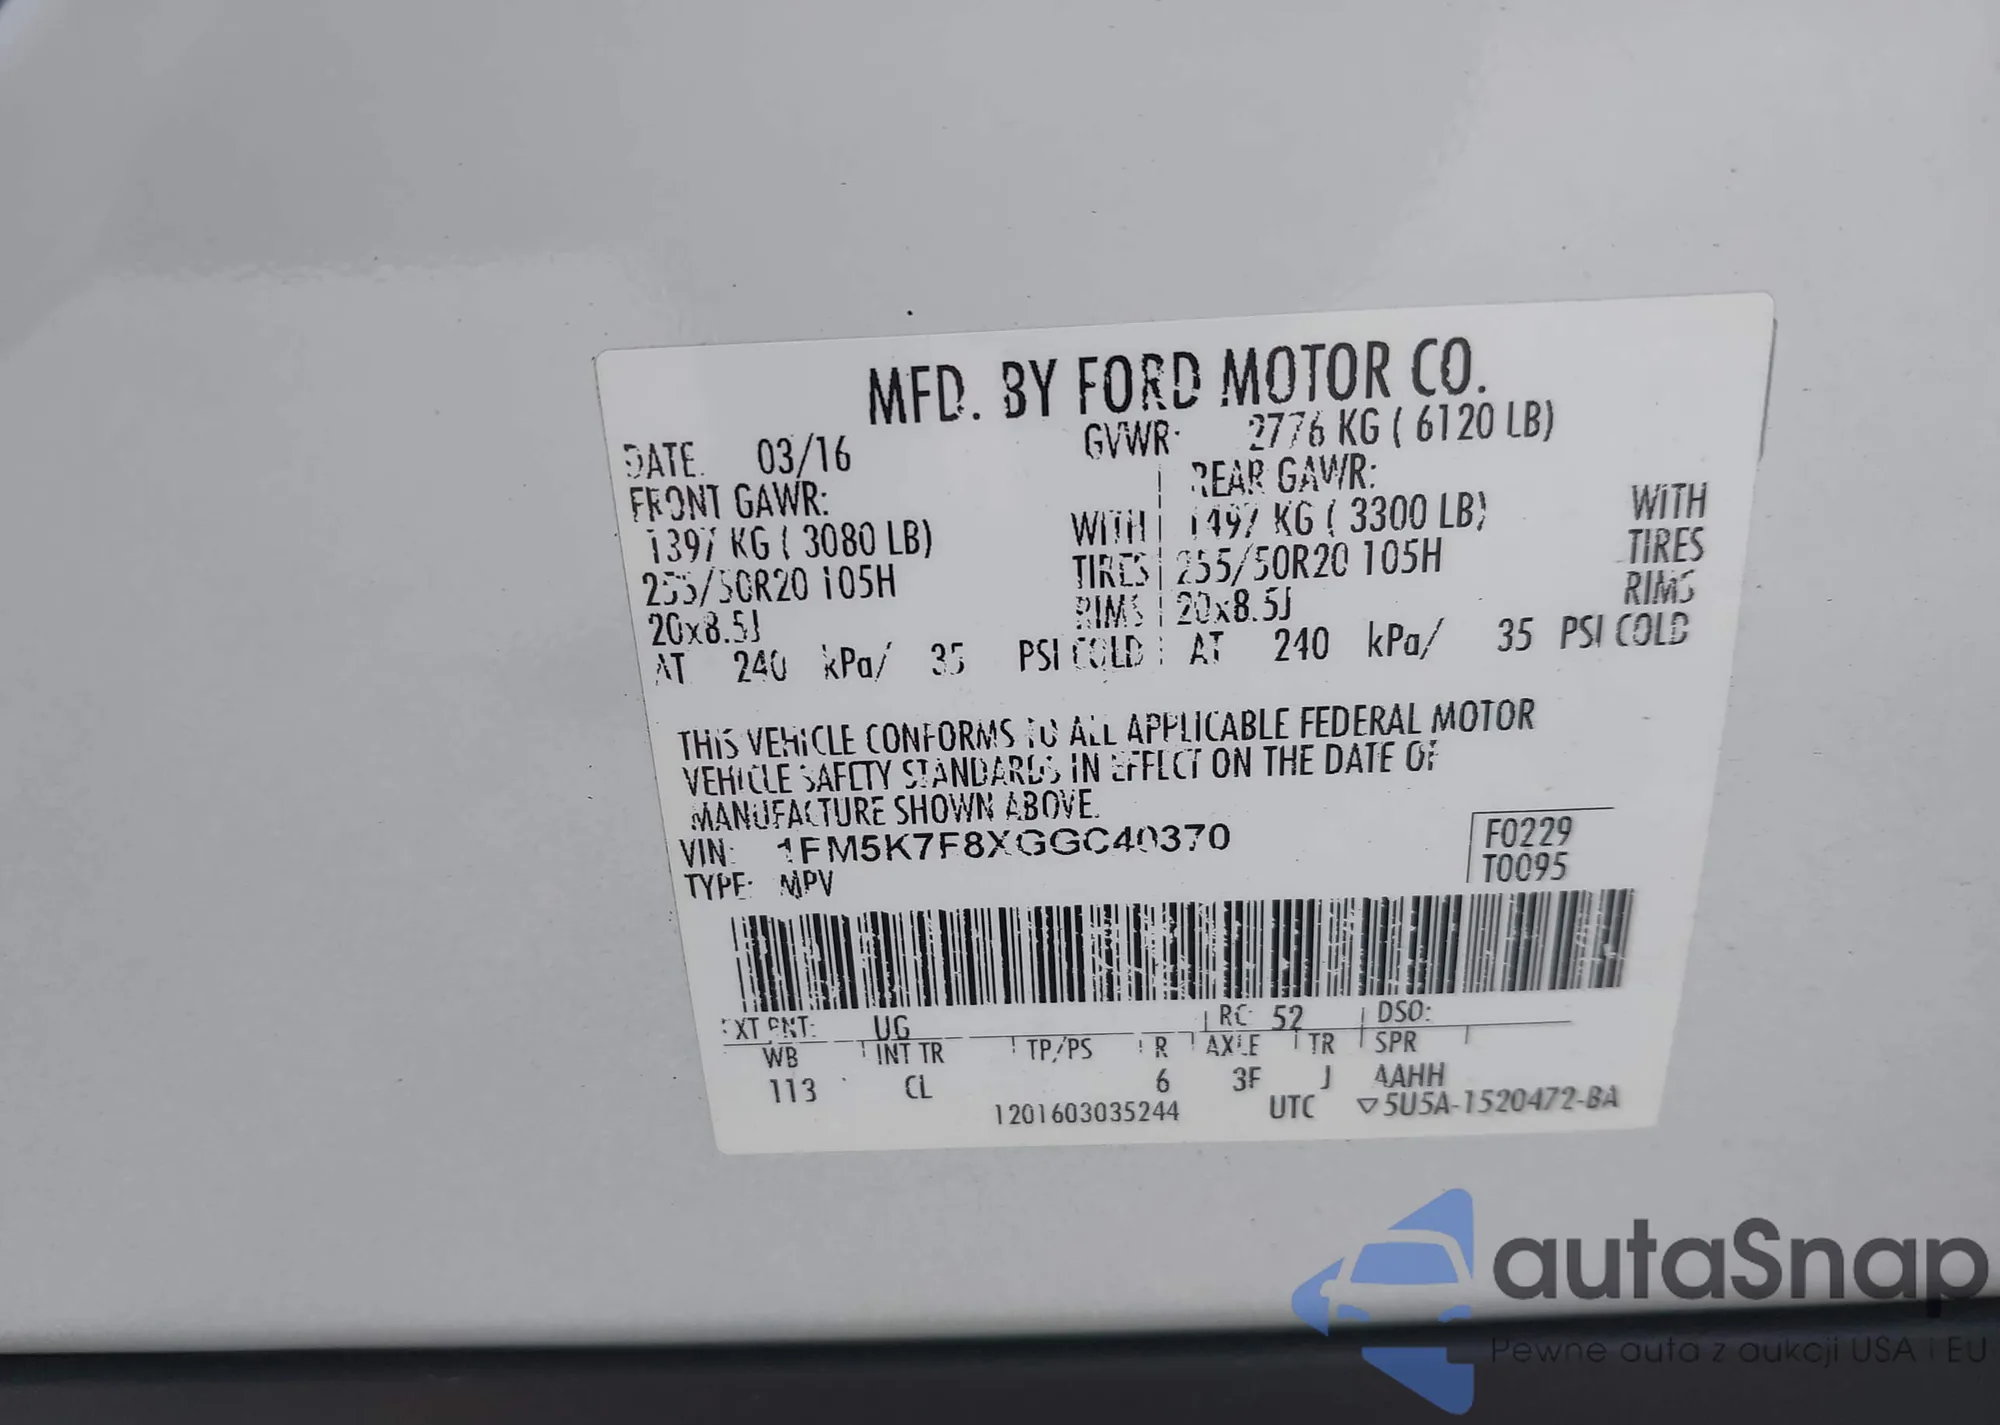 MFD. BY FORD MOTOR CO.
DATE: 03/16 GVWR: 2776 KG ( 6120 LB)
FRONT GAWR: REAR GAWR:
1397 KG ( 3080 LB) WITH 1497 KG ( 3300 LB) WITH
255/50R20 105H TIRES 255/50R20 105H TIRES
20x8.5J RIMS 20x8.5J RIMS
AT 240 kPa/ 35 PSI COLD AT 240 kPa/ 35 PSI COLD
THIS VEHICLE CONFORMS TO ALL APPLICABLE FEDERAL MOTOR
VEHICLE SAFETY STANDARDS IN EFFECT ON THE DATE OF
MANUFACTURE SHOWN ABOVE.
VIN: 1FM5K7F8XGGC40370 F0229
TYPE: MPV T0095
EXT PNT: UG RC: 52 DSO:
WB INT TR TP/PS R AXLE TR SPR
113 CL 6 3F J AAHH
1201603035244 UTC ▽5U5A-1520472-BA
autaSnap
Pewne auta z aukcji USA i EU